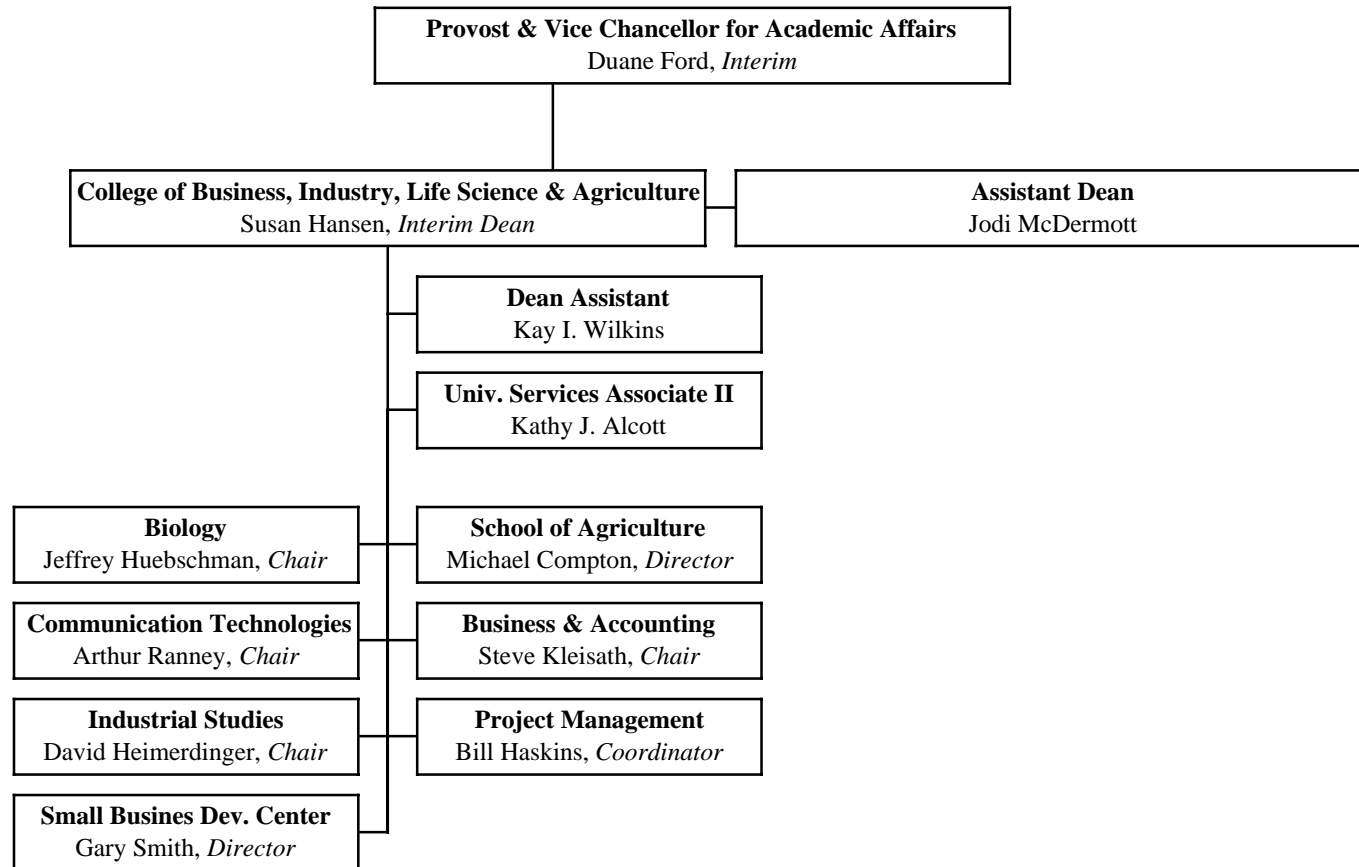 Provost & Vice Chancellor for Academic Affairs
Duane Ford, Interim
College of Business, Industry, Life Science & Agriculture
Susan Hansen, Interim Dean
Assistant Dean
Jodi McDermott
Dean Assistant
Kay I. Wilkins
Univ. Services Associate II
Kathy J. Alcott
Biology
Jeffrey Huebschman, Chair
School of Agriculture
Michael Compton, Director
Communication Technologies
Arthur Ranney, Chair
Business & Accounting
Steve Kleisath, Chair
Industrial Studies
David Heimerdinger, Chair
Project Management
Bill Haskins, Coordinator
Small Busines Dev. Center
Gary Smith, Director